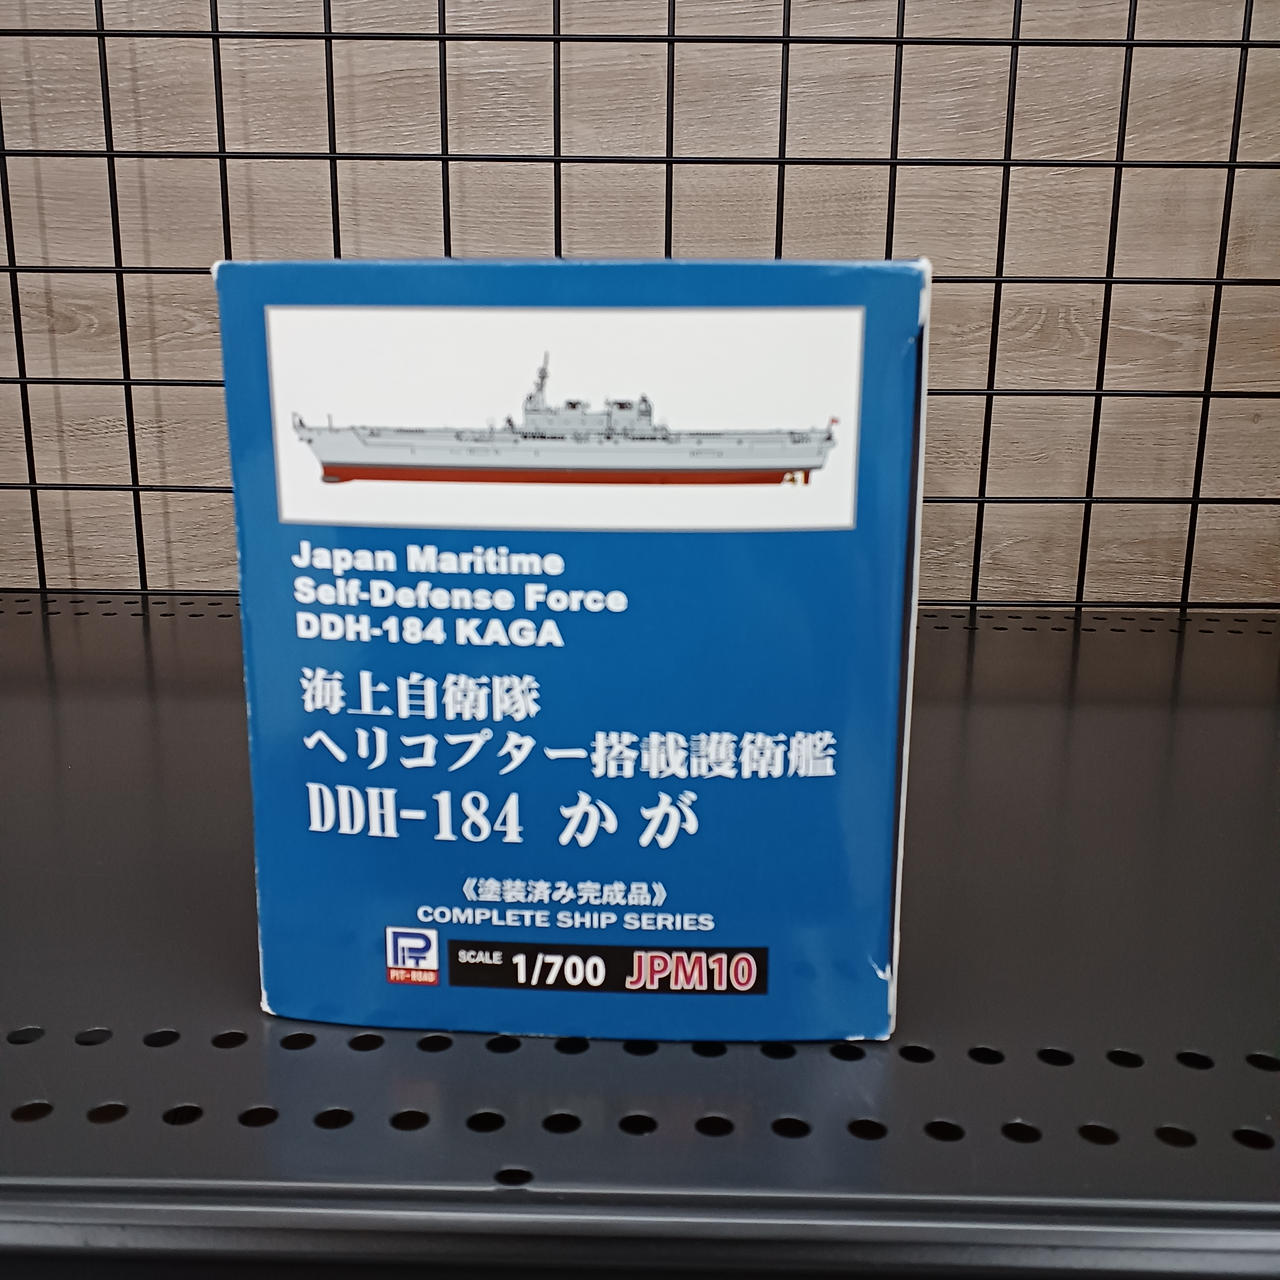 Japan Maritime
Self-Defense Force
DDH-184 KAGA
海上自衛隊
ヘリコプター搭載護衛艦
DDH-184 かが
《塗装済み完成品》
COMPLETE SHIP SERIES
PIT-ROAD
SCALE 1/700 JPM10